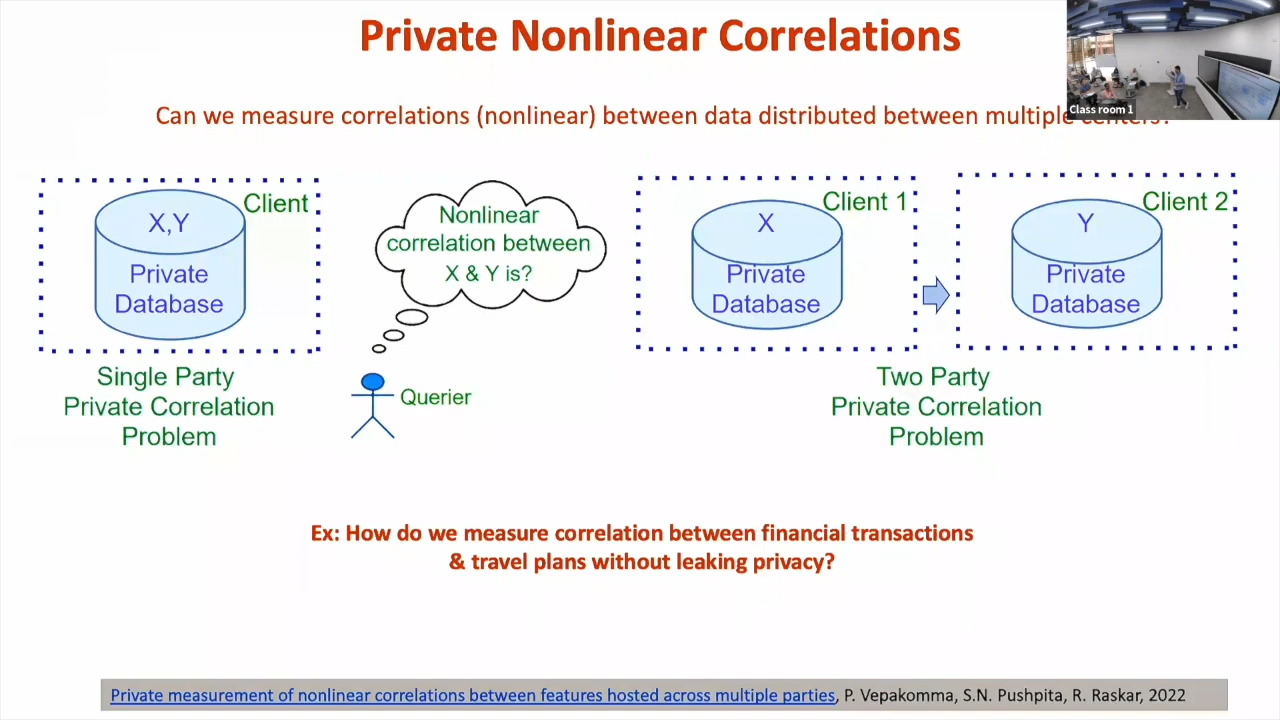 Private Nonlinear Correlations
Class room 1
Can we measure correlations (nonlinear) between data distributed between multiple centers?
Client
X,Y
Private
Database
Single Party
Private Correlation
Problem
Nonlinear
correlation between
X & Y is?
Querier
Client 1
X
Private
Database
Client 2
Y
Private
Database
Two Party
Private Correlation
Problem
Ex: How do we measure correlation between financial transactions
& travel plans without leaking privacy?
Private measurement of nonlinear correlations between features hosted across multiple parties, P. Vepakomma, S.N. Pushpita, R. Raskar, 2022